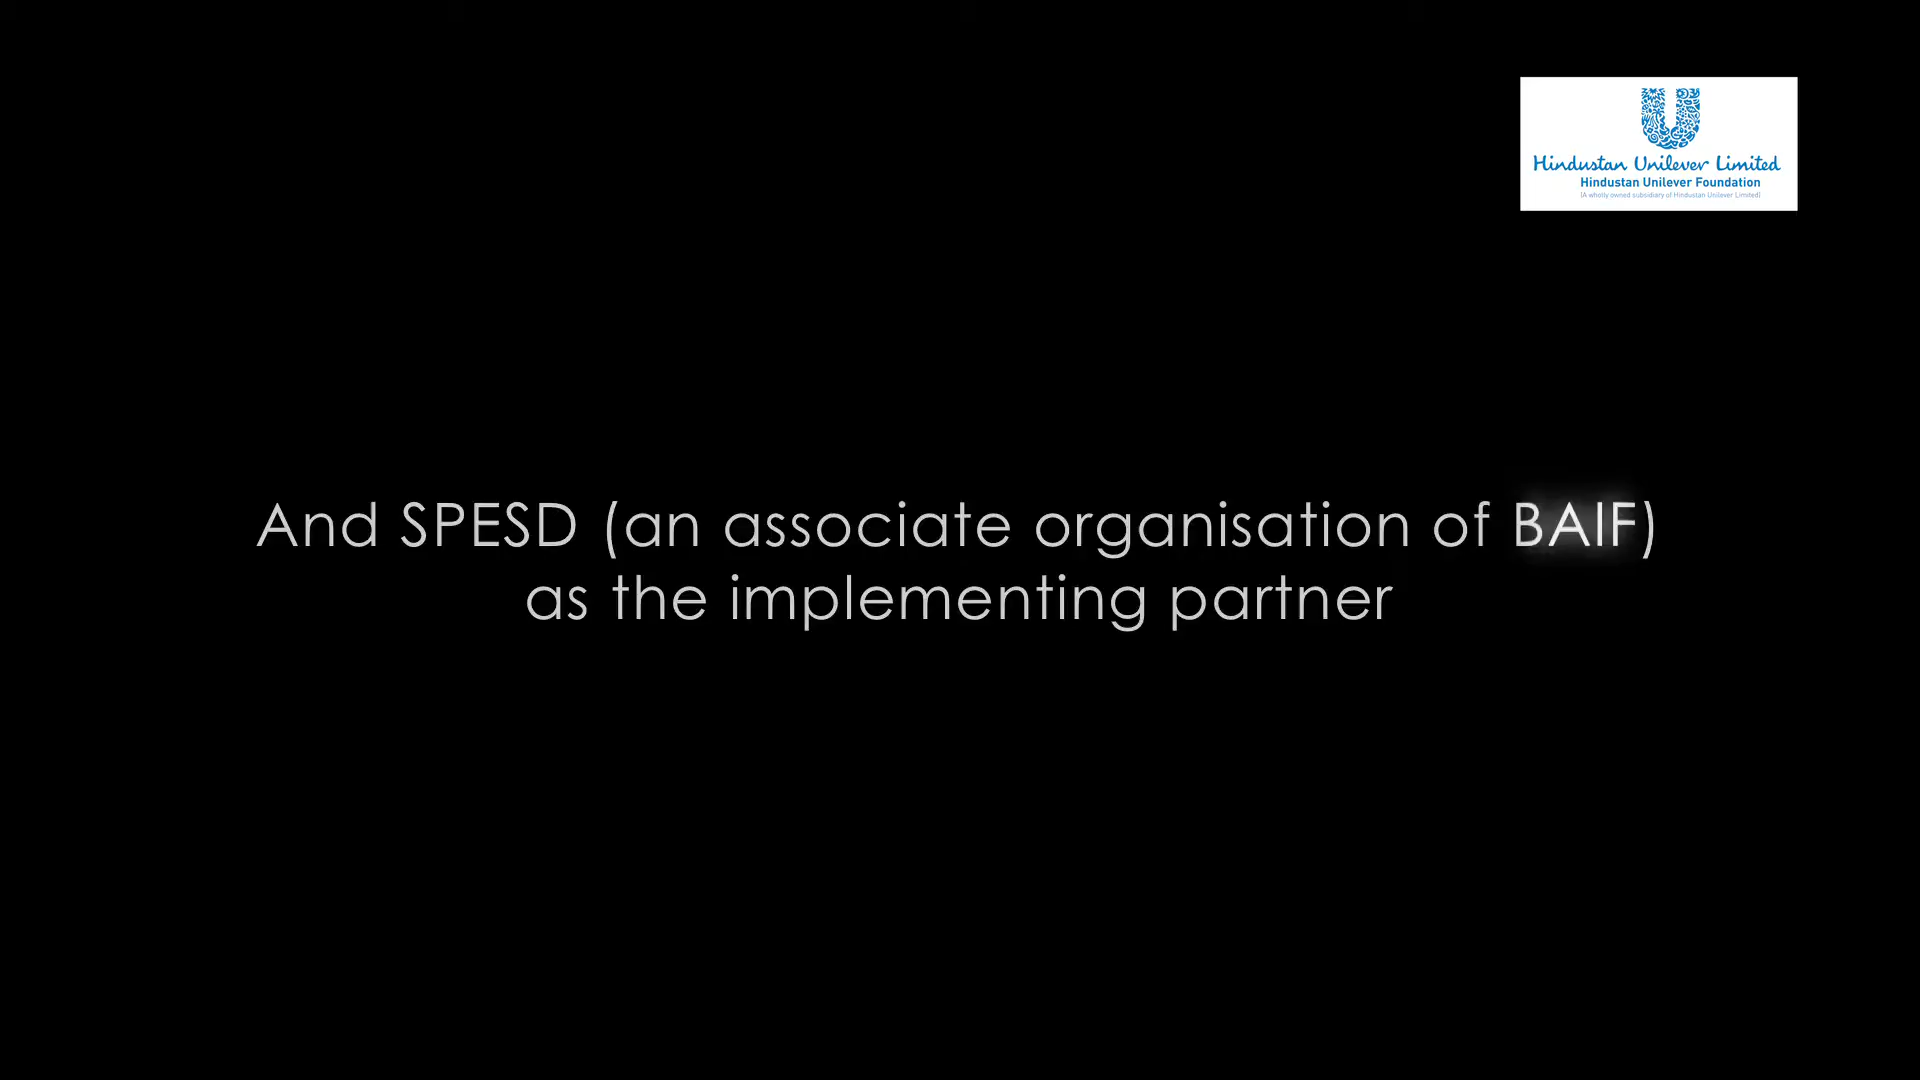 Hindustan Unilever Limited
Hindustan Unilever Foundation
(A wholly owned subsidiary of Hindustan Unilever Limited)
And SPESD (an associate organisation of BAIF)
as the implementing partner